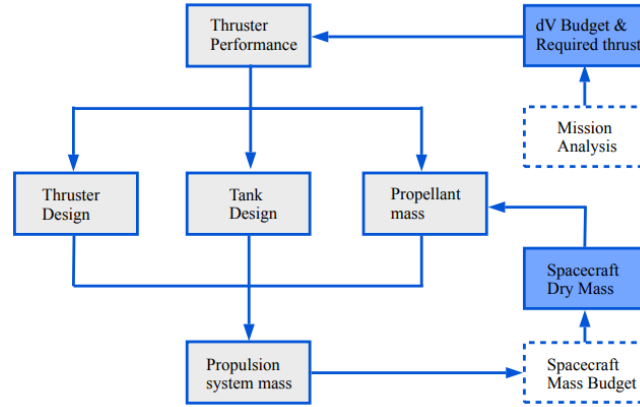 Thruster
Performance
dV Budget &
Required thrust
Mission
Analysis
Thruster
Design
Tank
Design
Propellant
mass
Spacecraft
Dry Mass
Propulsion
system mass
Spacecraft
Mass Budget